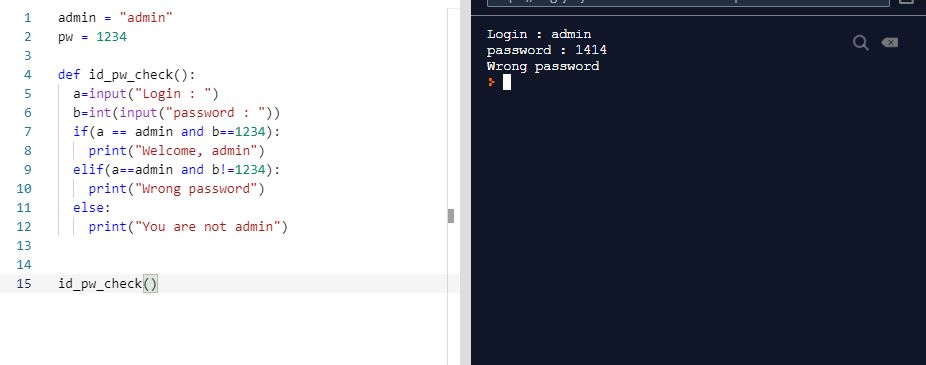 1 admin = "admin"
2 pw = 1234
3
4 def id_pw_check():
5 a=input("Login : ")
6 b=int(input("password : "))
7 if(a == admin and b==1234):
8 print("Welcome, admin")
9 elif(a==admin and b!=1234):
10 print("Wrong password")
11 else:
12 print("You are not admin")
13
14
15 id_pw_check()
Login : admin
password : 1414
Wrong password